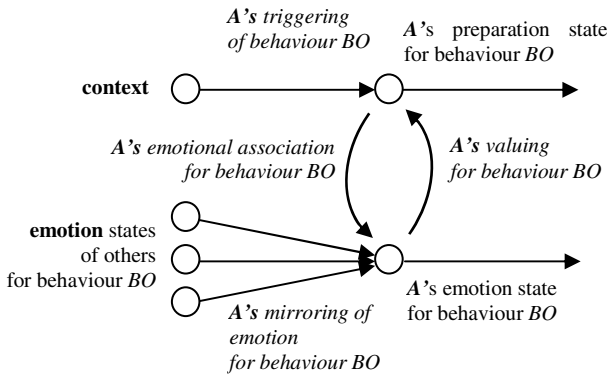 A's triggering
of behaviour BO
A's preparation state
for behaviour BO
context
A's emotional association
for behaviour BO
A's valuing
for behaviour BO
emotion states
of others
for behaviour BO
A's emotion state
for behaviour BO
A's mirroring of
emotion
for behaviour BO